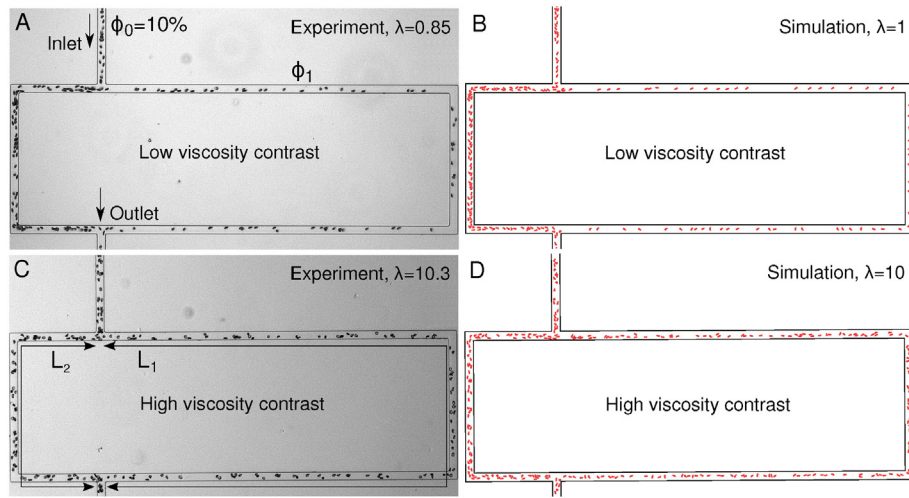 A
ϕ₀=10%
Experiment, λ=0.85
Inlet
ϕ₁
Low viscosity contrast
Outlet
B
Simulation, λ=1
Low viscosity contrast
C
Experiment, λ=10.3
L₂
L₁
High viscosity contrast
D
Simulation, λ=10
High viscosity contrast